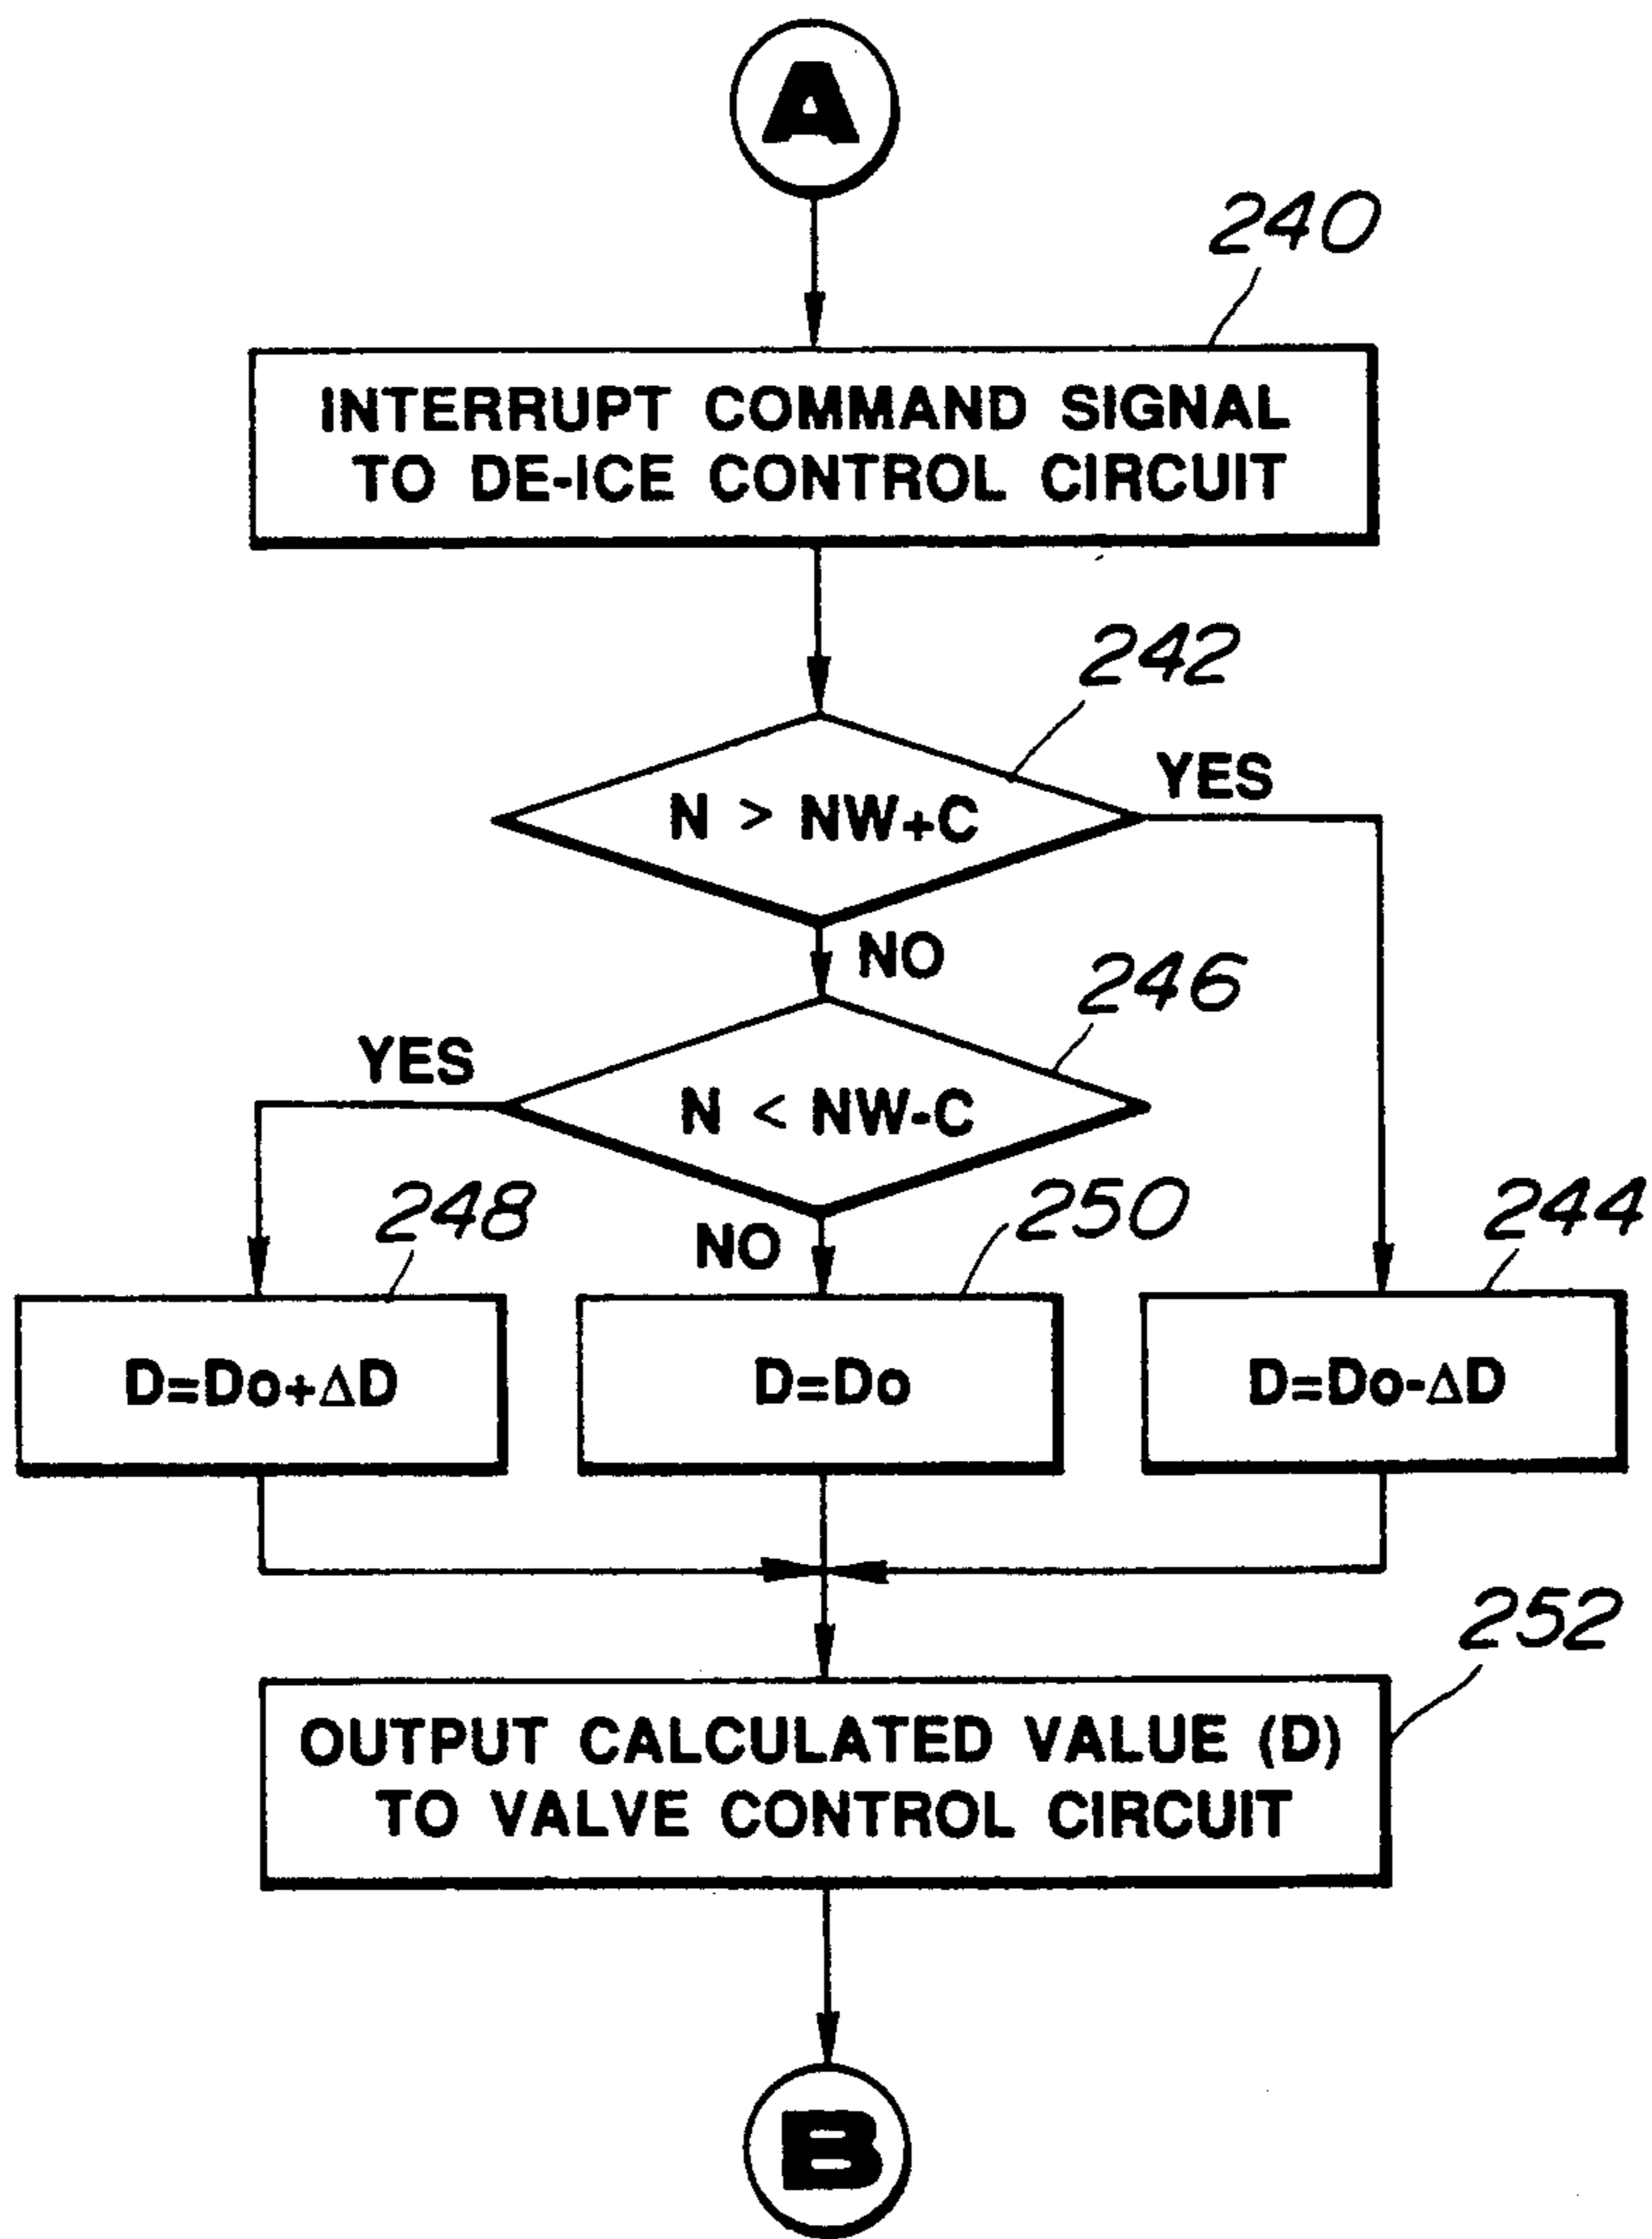 A
240
INTERRUPT COMMAND SIGNAL
TO DE-ICE CONTROL CIRCUIT
242
N > NW+C
YES
NO
246
YES
N < NW-C
248
NO
250
244
D=Do+ΔD
D=Do
D=Do-ΔD
252
OUTPUT CALCULATED VALUE (D)
TO VALVE CONTROL CIRCUIT
B